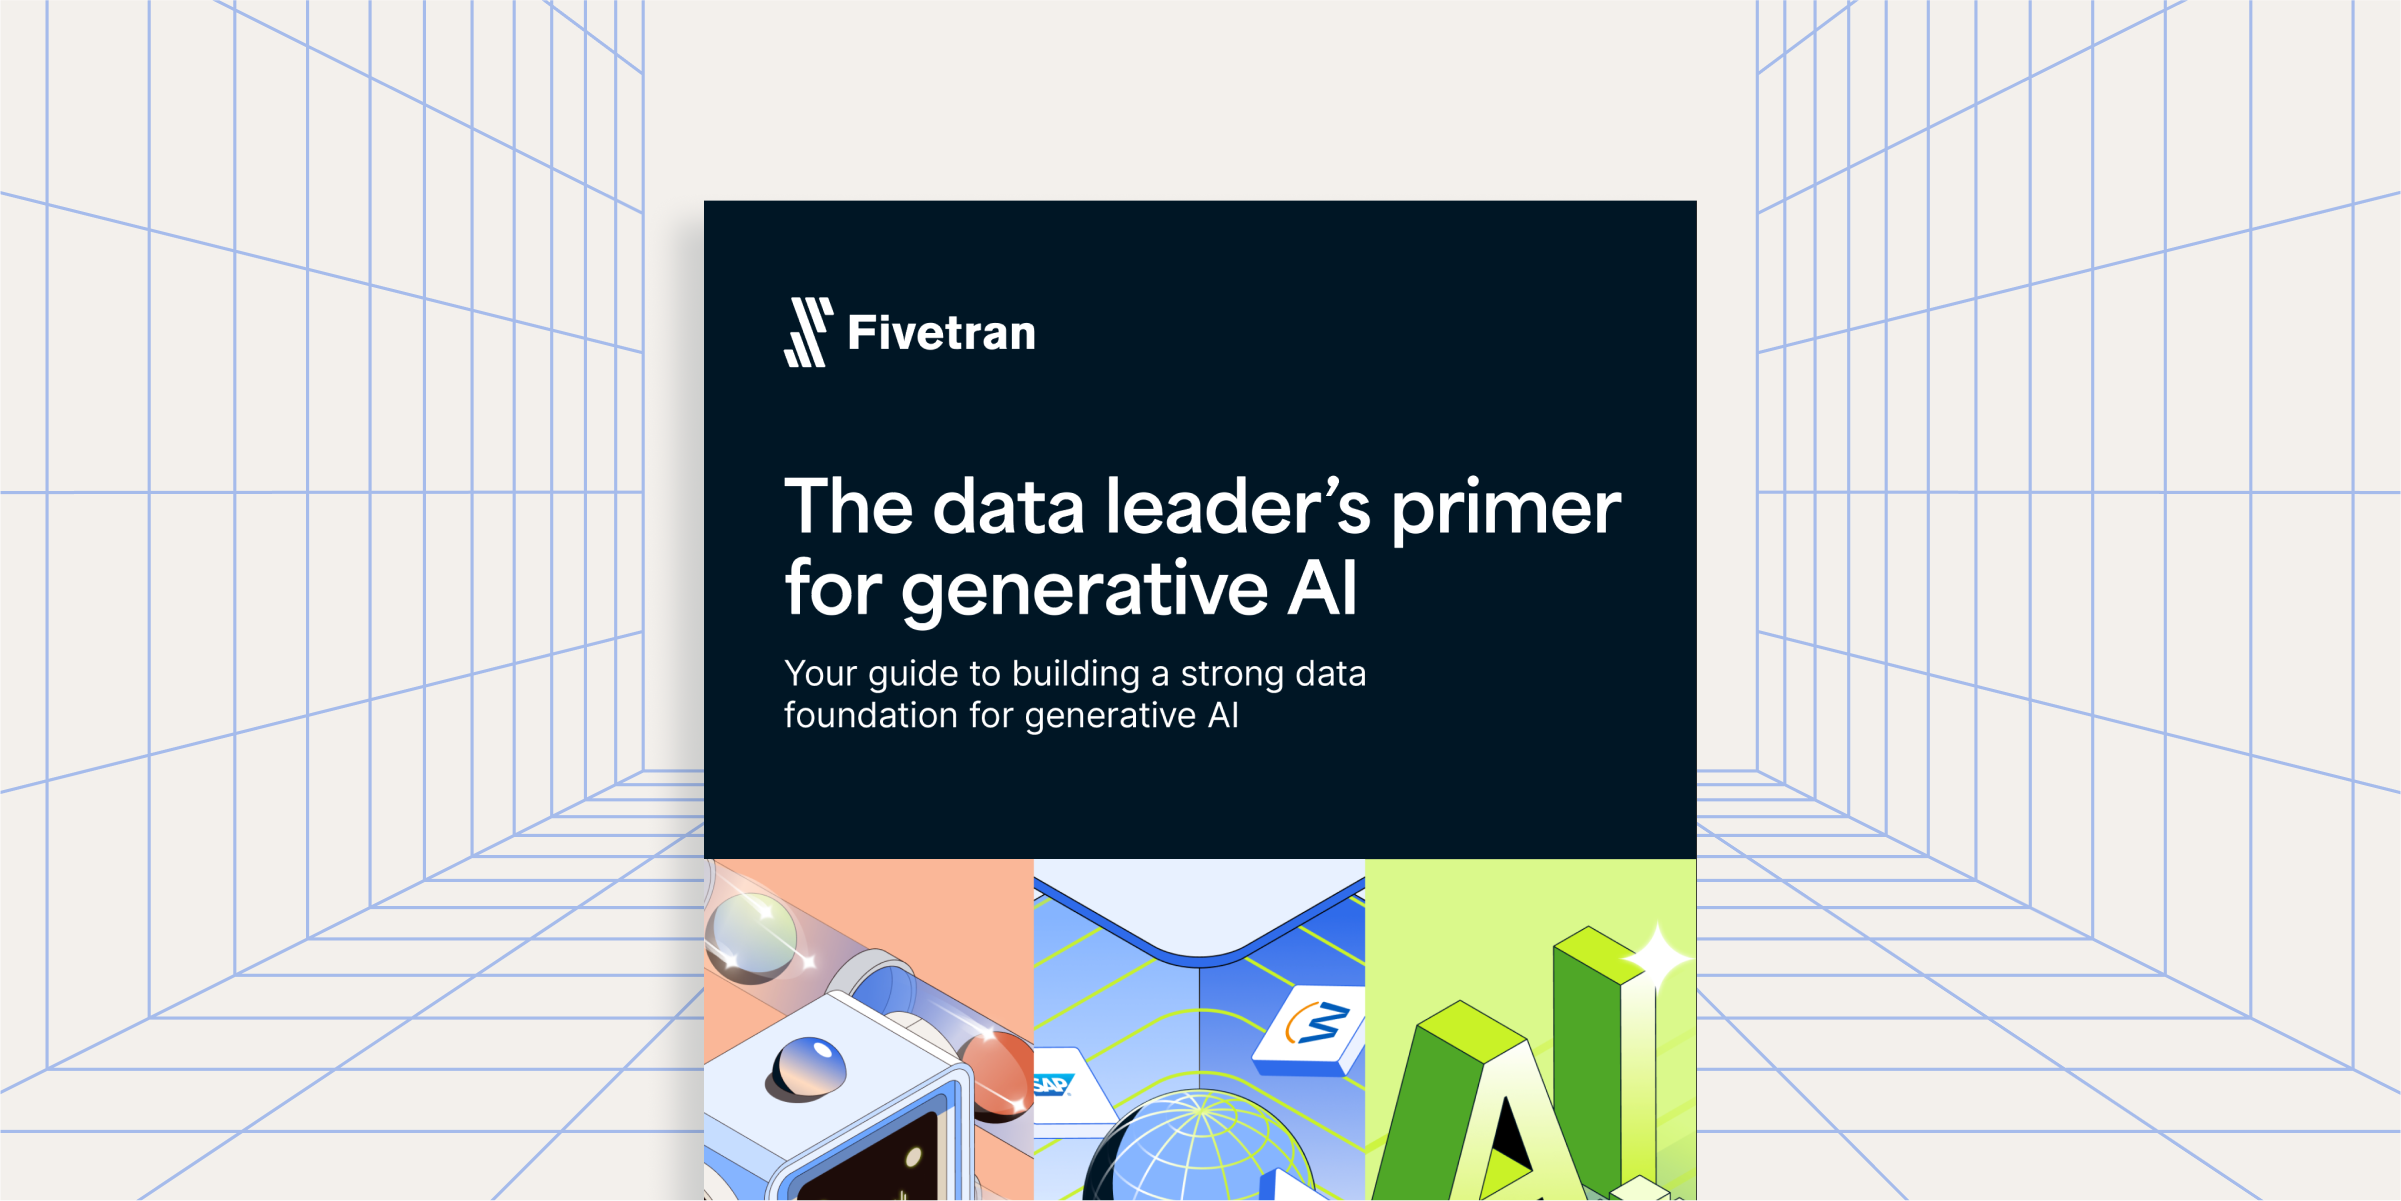 Fivetran
The data leader’s primer
for generative AI
Your guide to building a strong data
foundation for generative AI
SAP
AI